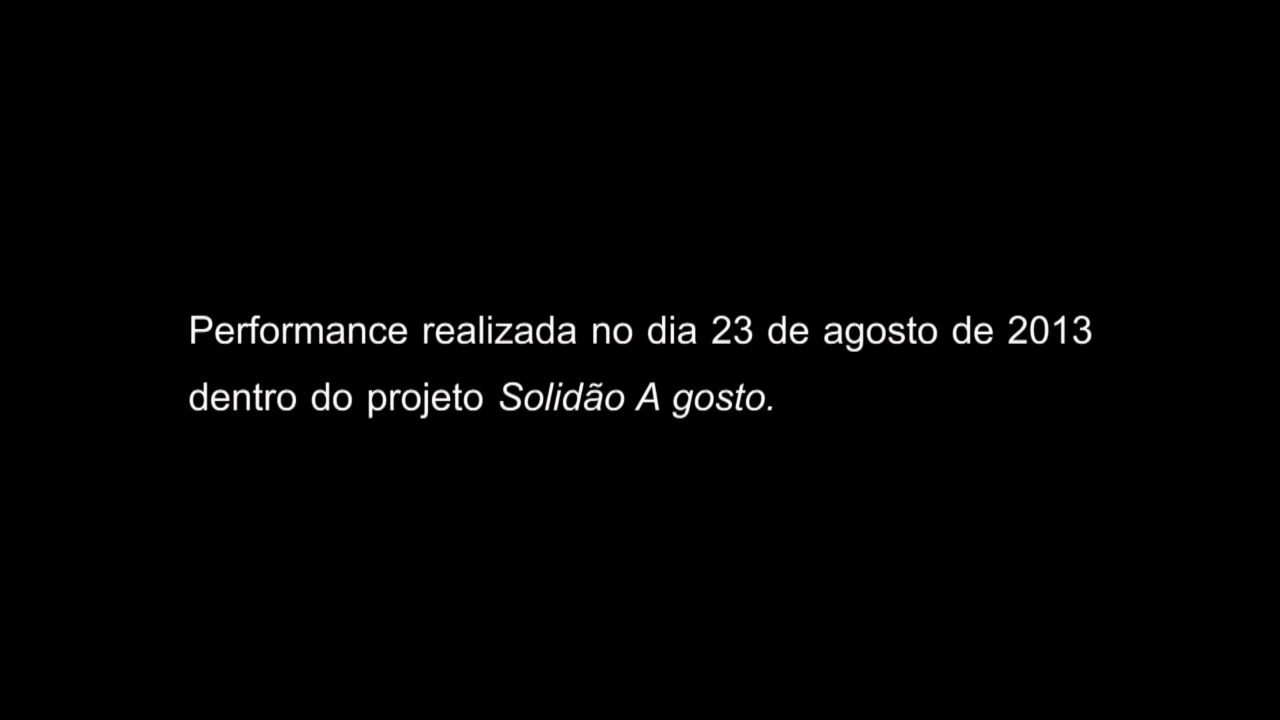 Performance realizada no dia 23 de agosto de 2013
dentro do projeto Solidão A gosto.